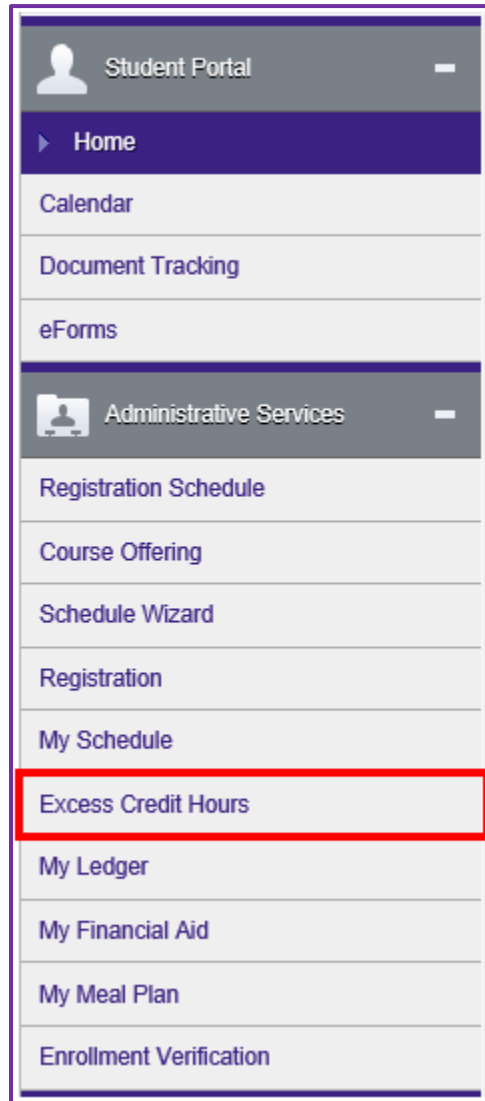 Student Portal
Home
Calendar
Document Tracking
eForms
Administrative Services
Registration Schedule
Course Offering
Schedule Wizard
Registration
My Schedule
Excess Credit Hours
My Ledger
My Financial Aid
My Meal Plan
Enrollment Verification